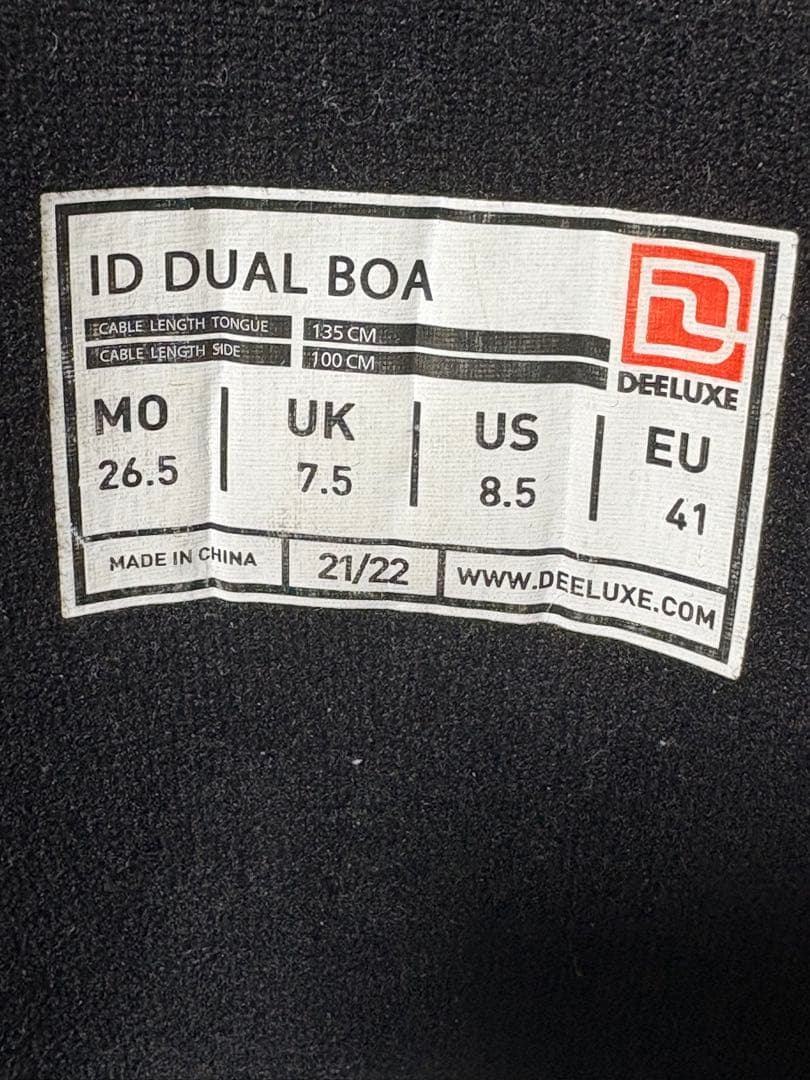 ID DUAL BOA
CABLE LENGTH TONGUE 135 CM
CABLE LENGTH SIDE 100 CM
DEELUXE
MO UK US EU
26.5 7.5 8.5 41
MADE IN CHINA 21/22 WWW.DEELUXE.COM